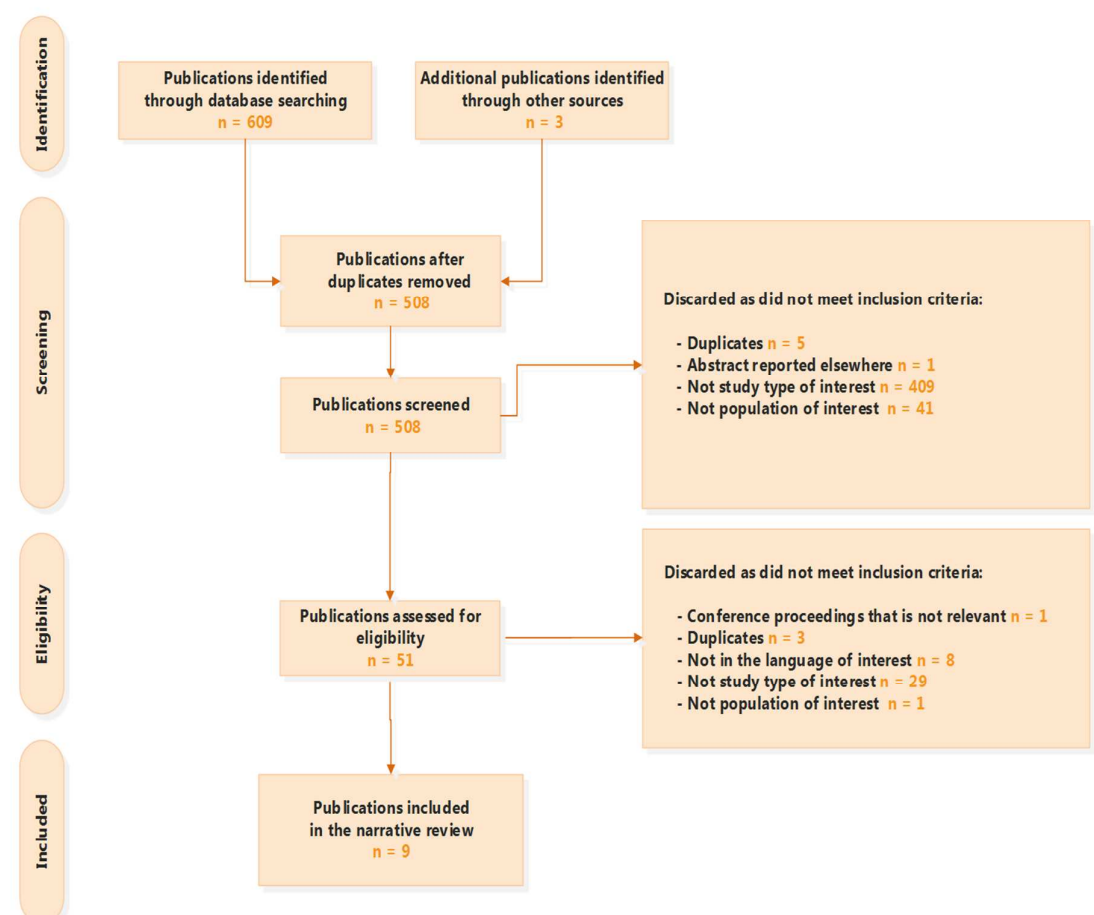 Identification
Publications identified
through database searching
n = 609
Additional publications identified
through other sources
n = 3
Screening
Publications after
duplicates removed
n = 508
Publications screened
n = 508
Discarded as did not meet inclusion criteria:
- Duplicates n = 5
- Abstract reported elsewhere n = 1
- Not study type of interest n = 409
- Not population of interest n = 41
Eligibility
Publications assessed for
eligibility
n = 51
Discarded as did not meet inclusion criteria:
- Conference proceedings that is not relevant n = 1
- Duplicates n = 3
- Not in the language of interest n = 8
- Not study type of interest n = 29
- Not population of interest n = 1
Included
Publications included
in the narrative review
n = 9